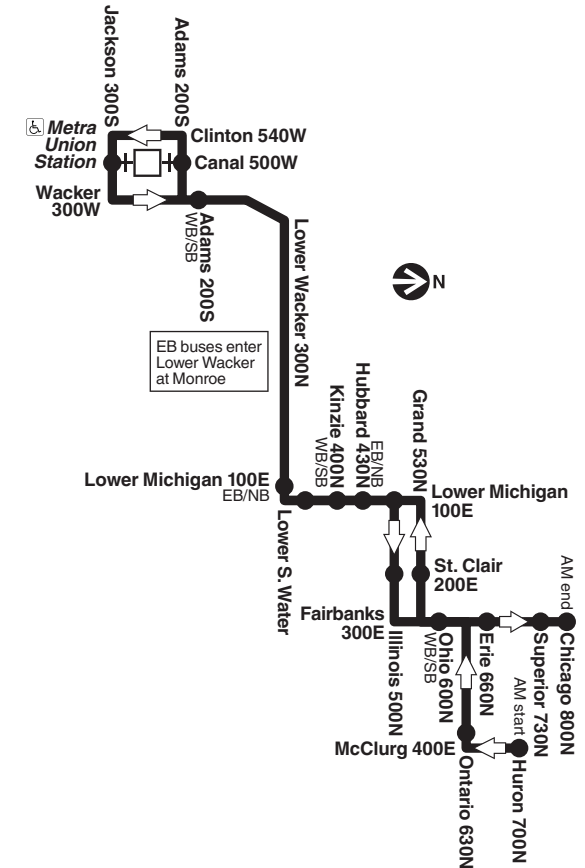 Jackson 300S
Adams 200S
Metra
Union
Station
Clinton 540W
Canal 500W
Wacker
300W
Adams 200S
WB/SB
Lower Wacker 300N
N
EB buses enter
Lower Wacker
at Monroe
Kinzie 400N
WB/SB
Hubbard 430N
EB/NB
Grand 530N
Lower Michigan 100E
EB/NB
Lower S. Water
Lower Michigan
100E
St. Clair
200E
Fairbanks
300E
Illinois 500N
Ohio 600N
WB/SB
Erie 660N
Superior 730N
AM end
Chicago 800N
AM start
Huron 700N
McClurg 400E
Ontario 630N